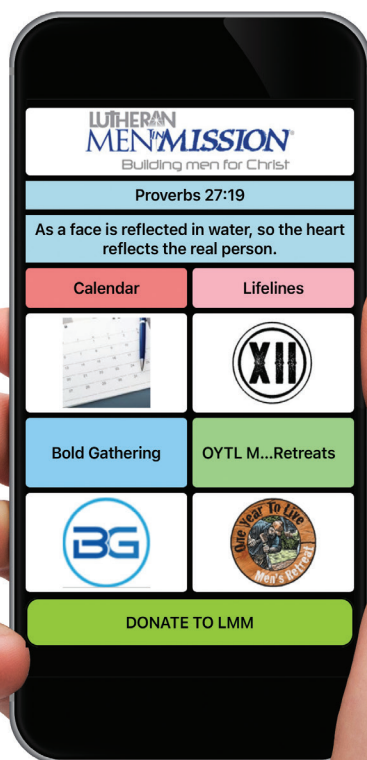 LUTHERAN
MEN IN MISSION
Building men for Christ
Proverbs 27:19
As a face is reflected in water, so the heart
reflects the real person.
Calendar
Lifelines
XII
Bold Gathering
OYTL M...Retreats
BG
One Year To Live
Men's Retreat
DONATE TO LMM